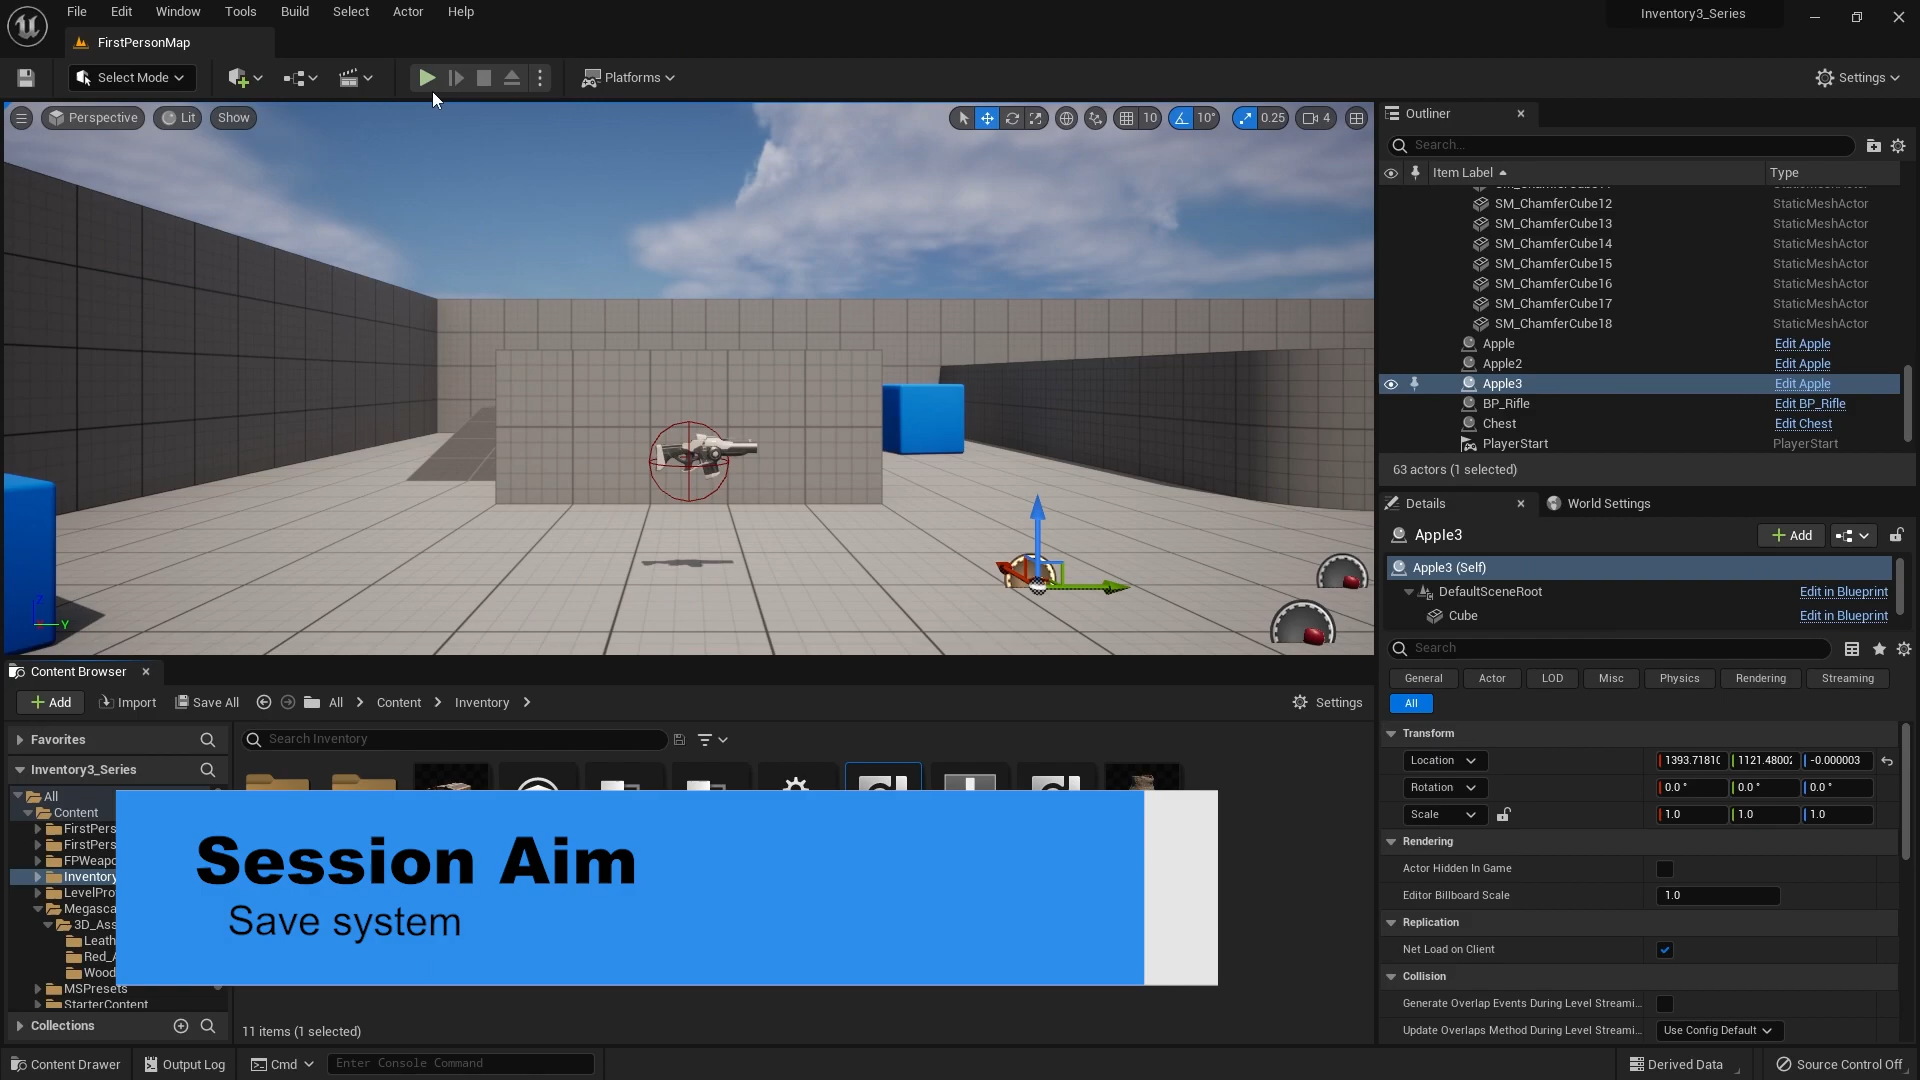 File Edit Window Tools Build Select Actor Help
Inventory3_Series
FirstPersonMap
Select Mode
Platforms
Settings
Perspective Lit Show
10 10° 0.25 4
Outliner
Search...
Item Label Type
SM_ChamferCube12 StaticMeshActor
SM_ChamferCube13 StaticMeshActor
SM_ChamferCube14 StaticMeshActor
SM_ChamferCube15 StaticMeshActor
SM_ChamferCube16 StaticMeshActor
SM_ChamferCube17 StaticMeshActor
SM_ChamferCube18 StaticMeshActor
Apple Edit Apple
Apple2 Edit Apple
Apple3 Edit Apple
BP_Rifle Edit BP_Rifle
Chest Edit Chest
PlayerStart PlayerStart
63 actors (1 selected)
Details World Settings
Apple3 Add
Apple3 (Self)
DefaultSceneRoot Edit in Blueprint
Cube Edit in Blueprint
Search
General Actor LOD Misc Physics Rendering Streaming
All
Transform
Location 1393.7181 1121.4800 -0.000003
Rotation 0.0° 0.0° 0.0°
Scale 1.0 1.0 1.0
Rendering
Actor Hidden In Game
Editor Billboard Scale 1.0
Replication
Net Load on Client
Collision
Generate Overlap Events During Level Streami...
Update Overlaps Method During Level Streami... Use Config Default
Z
Y
Content Browser
Add Import Save All All Content Inventory Settings
Favorites
Search Inventory
Inventory3_Series
All
Content
FirstPers
FirstPers
FPWeapo
Inventory
LevelPro
Megasca
3D_Ass
Leath
Red_A
Wood
MSPresets
StarterContent
Collections
Session Aim
Save system
11 items (1 selected)
Content Drawer Output Log Cmd Enter Console Command
Derived Data Source Control Off